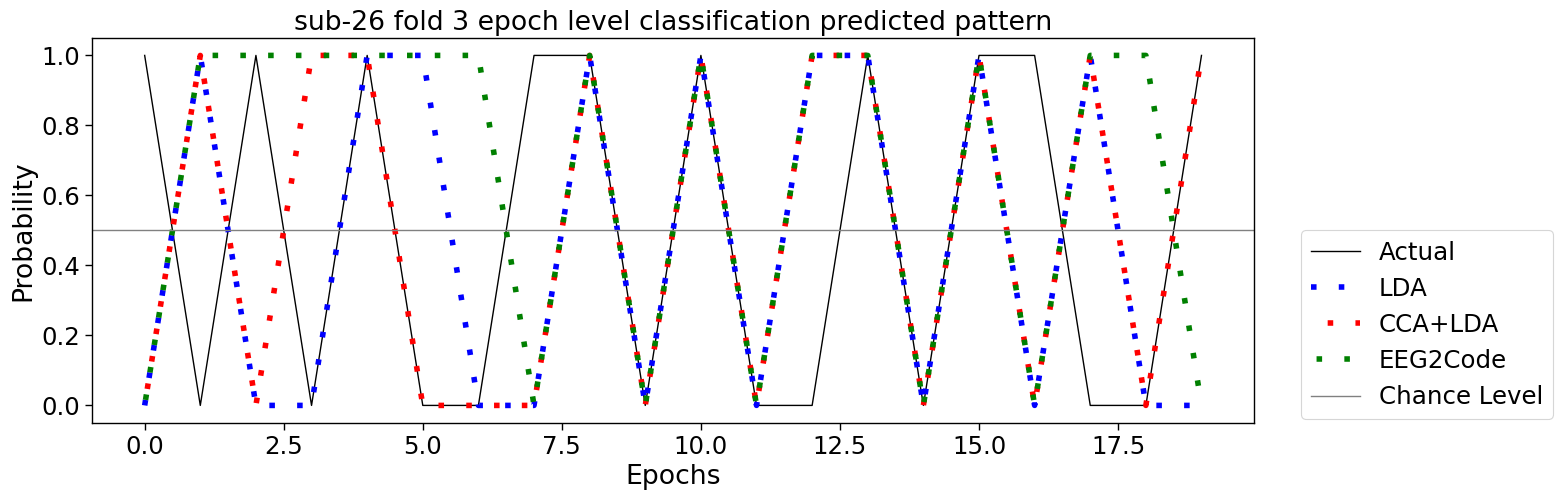 sub-26 fold 3 epoch level classification predicted pattern
Probability
1.0
0.8
0.6
0.4
0.2
0.0
0.0 2.5 5.0 7.5 10.0 12.5 15.0 17.5
Epochs
Actual
LDA
CCA+LDA
EEG2Code
Chance Level